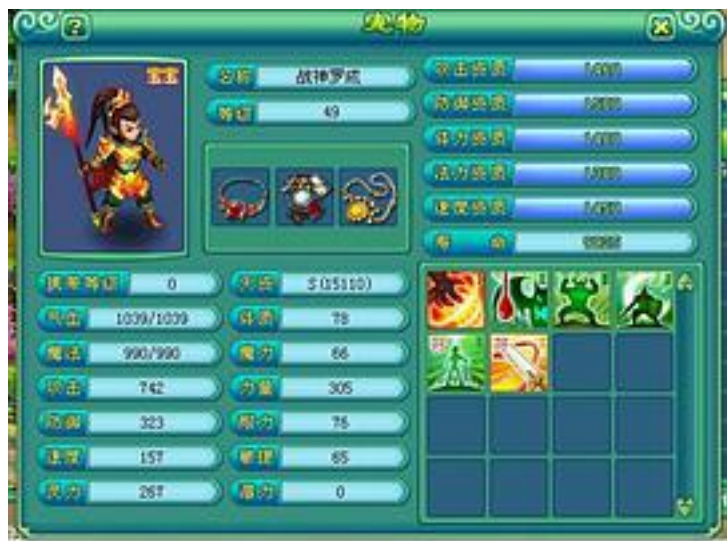 宠物
宝宝
名称 战神罗成
等级 49
攻击资质
防御资质
体力资质
法力资质
速度资质
寿命
携带等级 0
天资 S(15110)
气血 1039/1039
体质 78
魔法 990/990
魔力 66
攻击 742
力量 305
防御 323
耐力 76
速度 157
敏捷 65
灵力 267
潜力 0